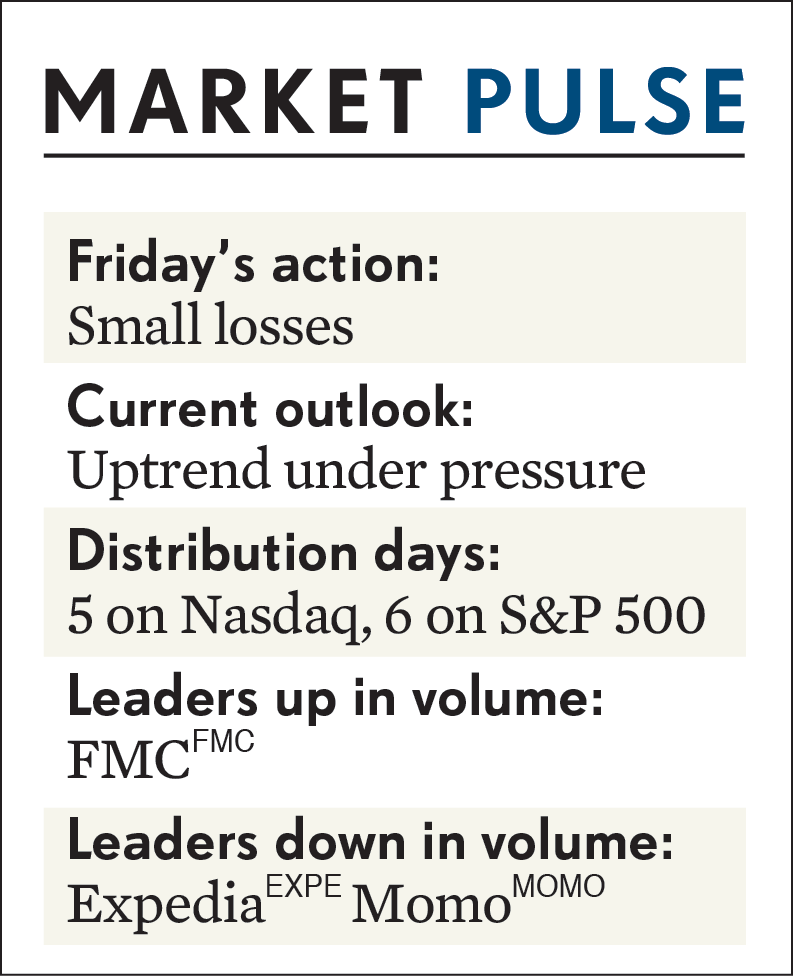 MARKET PULSE
Friday’s action:
Small losses
Current outlook:
Uptrend under pressure
Distribution days:
5 on Nasdaq, 6 on S&P 500
Leaders up in volume:
FMC FMC
Leaders down in volume:
Expedia EXPE Momo MOMO